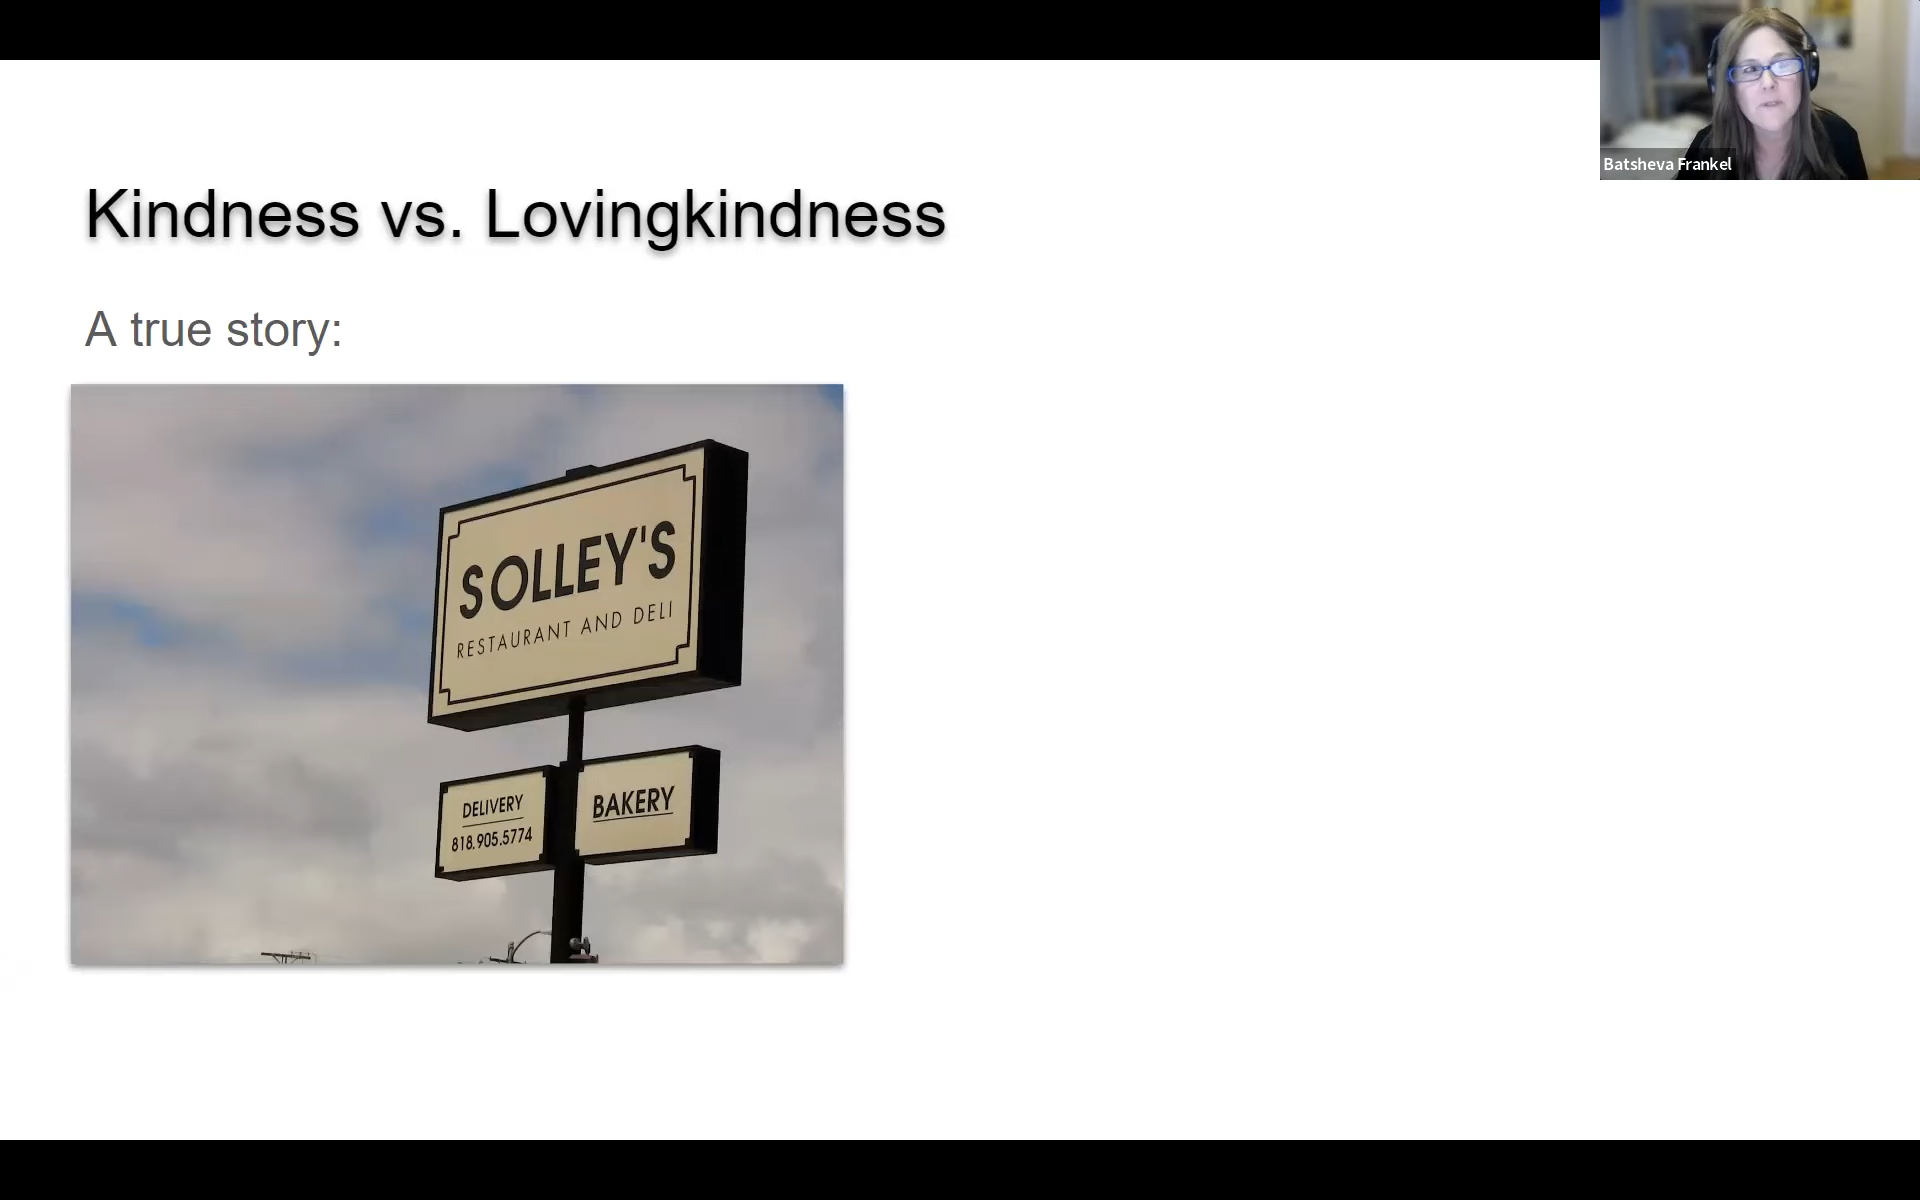 Batsheva Frankel
Kindness vs. Lovingkindness
A true story:
SOLLEY'S
RESTAURANT AND DELI
DELIVERY
818.905.5774
BAKERY